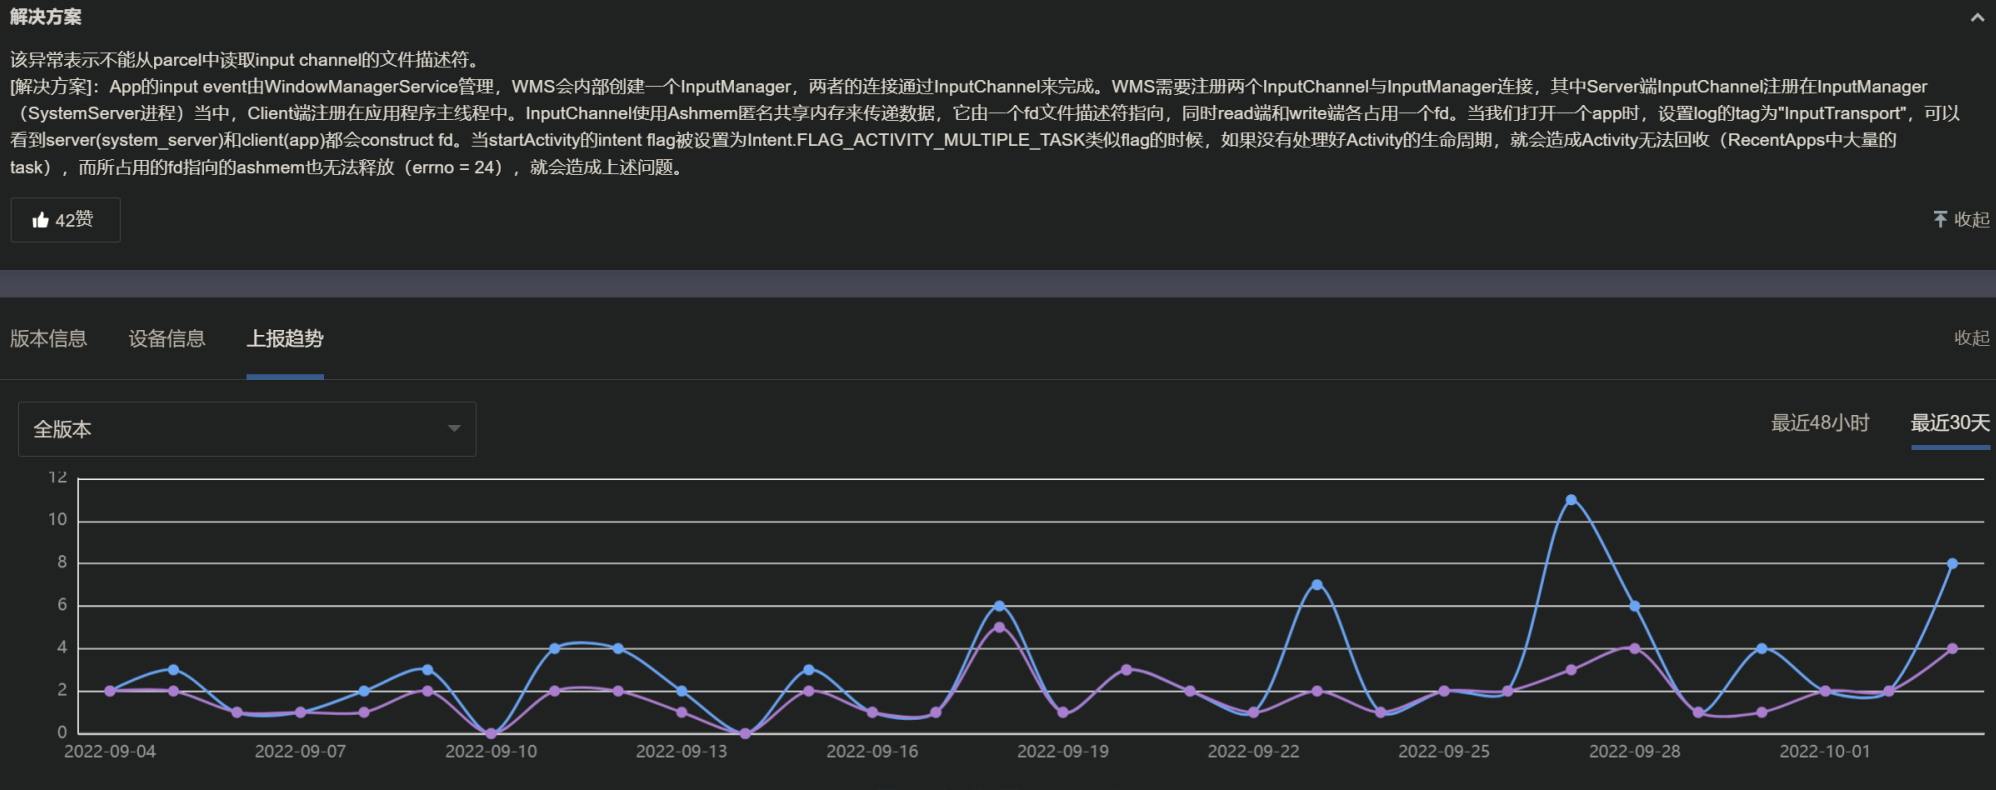 解决方案
该异常表示不能从parcel中读取input channel的文件描述符。
[解决方案]：App的input event由WindowManagerService管理，WMS会内部创建一个InputManager，两者的连接通过InputChannel来完成。WMS需要注册两个InputChannel与InputManager连接，其中Server端InputChannel注册在InputManager
（SystemServer进程）当中，Client端注册在应用程序主线程中。InputChannel使用Ashmem匿名共享内存来传递数据，它由一个fd文件描述符指向，同时read端和write端各占用一个fd。当我们打开一个app时，设置log的tag为"InputTransport"，可以
看到server(system_server)和client(app)都会construct fd。当startActivity的intent flag被设置为Intent.FLAG_ACTIVITY_MULTIPLE_TASK类似flag的时候，如果没有处理好Activity的生命周期，就会造成Activity无法回收（RecentApps中大量的
task），而所占用的fd指向的ashmem也无法释放（errno = 24），就会造成上述问题。
42赞
收起
版本信息 设备信息 上报趋势 收起
全版本
最近48小时 最近30天
12
10
8
6
4
2
0
2022-09-04 2022-09-07 2022-09-10 2022-09-13 2022-09-16 2022-09-19 2022-09-22 2022-09-25 2022-09-28 2022-10-01